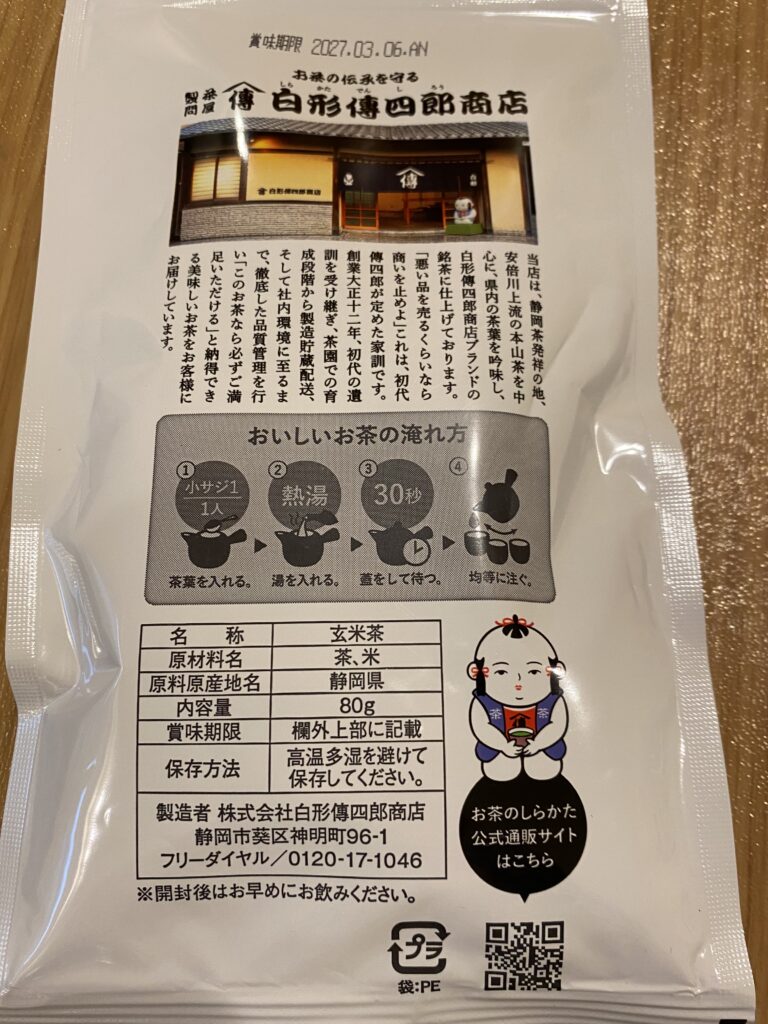 賞味期限 2027.03.06.AN
お茶の伝承を守る
製茶問屋 傳 白形傳四郎商店
しろ かた でん し ろう
傳
白形傳四郎商店
当店は、静岡茶発祥の地、
安倍川上流の本山茶を中
心に、県内の茶葉を吟味し、
白形傳四郎商店ブランドの
銘茶に仕上げております。
「悪い品を売るくらいなら
商いを止めよ」これは、初代
傳四郎が定めた家訓です。
創業大正十二年、初代の遺
訓を受け継ぎ、茶園での育
成段階から製造貯蔵配送、
そして社内環境に至るま
で、徹底した品質管理を行
い「このお茶なら必ずご満
足いただける」と納得でき
る美味しいお茶をお客様に
お届けしています。
おいしいお茶の淹れ方
① 小サジ1/1人
茶葉を入れる。
② 熱湯
湯を入れる。
③ 30秒
蓋をして待つ。
④
均等に注ぐ。
名 称 玄米茶
原材料名 茶、米
原料原産地名 静岡県
内容量 80g
賞味期限 欄外上部に記載
保存方法 高温多湿を避けて
保存してください。
製造者 株式会社白形傳四郎商店
静岡市葵区神明町96-1
フリーダイヤル／0120-17-1046
※開封後はお早めにお飲みください。
茶 茶
お茶のしらかた
公式通販サイト
はこちら
プラ
袋:PE